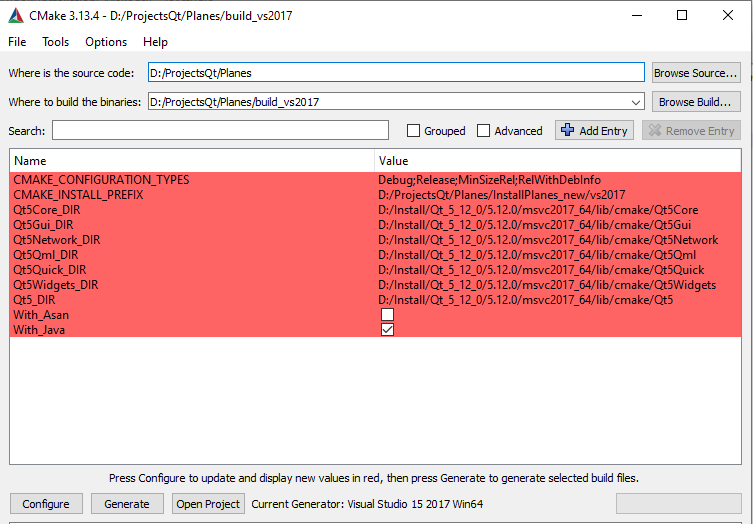 CMake 3.13.4 - D:/ProjectsQt/Planes/build_vs2017
File Tools Options Help
Where is the source code: D:/ProjectsQt/Planes Browse Source...
Where to build the binaries: D:/ProjectsQt/Planes/build_vs2017 Browse Build...
Search: Grouped Advanced Add Entry Remove Entry
Name Value
CMAKE_CONFIGURATION_TYPES Debug;Release;MinSizeRel;RelWithDebInfo
CMAKE_INSTALL_PREFIX D:/ProjectsQt/Planes/InstallPlanes_new/vs2017
Qt5Core_DIR D:/Install/Qt_5_12_0/5.12.0/msvc2017_64/lib/cmake/Qt5Core
Qt5Gui_DIR D:/Install/Qt_5_12_0/5.12.0/msvc2017_64/lib/cmake/Qt5Gui
Qt5Network_DIR D:/Install/Qt_5_12_0/5.12.0/msvc2017_64/lib/cmake/Qt5Network
Qt5Qml_DIR D:/Install/Qt_5_12_0/5.12.0/msvc2017_64/lib/cmake/Qt5Qml
Qt5Quick_DIR D:/Install/Qt_5_12_0/5.12.0/msvc2017_64/lib/cmake/Qt5Quick
Qt5Widgets_DIR D:/Install/Qt_5_12_0/5.12.0/msvc2017_64/lib/cmake/Qt5Widgets
Qt5_DIR D:/Install/Qt_5_12_0/5.12.0/msvc2017_64/lib/cmake/Qt5
With_Asan
With_Java
Press Configure to update and display new values in red, then press Generate to generate selected build files.
Configure Generate Open Project Current Generator: Visual Studio 15 2017 Win64